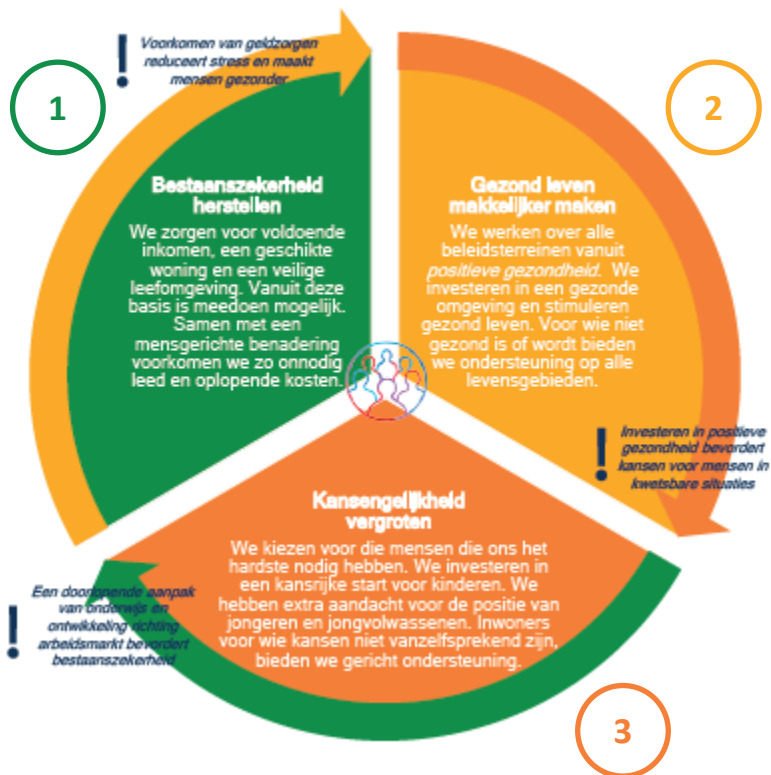 1
Voorkomen van geldzorgen
reduceert stress en maakt
mensen gezonder
!
Bestaanszekerheid
herstellen
We zorgen voor voldoende
inkomen, een geschikte
woning en een veilige
leefomgeving. Vanuit deze
basis is meedoen mogelijk.
Samen met een
mensgerichte benadering
voorkomen we zo onnodig
leed en oplopende kosten.
2
Gezond leven
makkelijker maken
We werken over alle
beleidsterreinen vanuit
positieve gezondheid. We
investeren in een gezonde
omgeving en stimuleren
gezond leven. Voor wie niet
gezond is of wordt bieden
we ondersteuning op alle
levensgebieden.
!
Investeren in positieve
gezondheid bevordert
kansen voor mensen in
kwetsbare situaties
Kansengelijkheid
vergroten
We kiezen voor die mensen die ons het
hardste nodig hebben. We investeren in
een kansrijke start voor kinderen. We
hebben extra aandacht voor de positie van
jongeren en jongvolwassenen. Inwoners
voor wie kansen niet vanzelfsprekend zijn,
bieden we gericht ondersteuning.
!
Een doorlopende aanpak
van onderwijs en
ontwikkeling richting
arbeidsmarkt bevordert
bestaanszekerheid
3